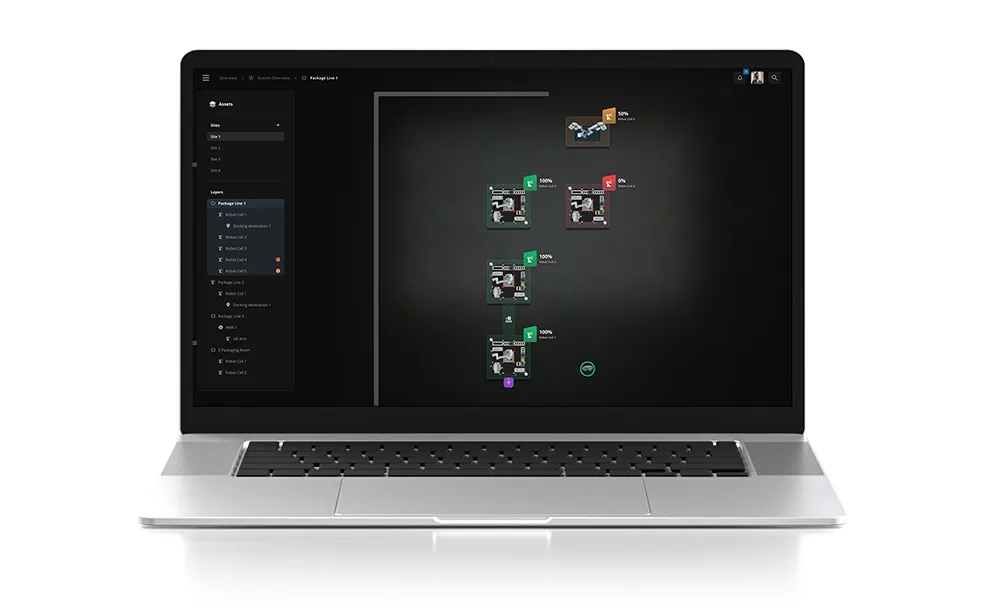 Overview / System Overview / Package Line 1
Assets
Sites
Site 1
Site 2
Site 3
Site 4
Layers
Package Line 1
Robot Cell 1
Docking destination 1
Robot Cell 2
Robot Cell 3
Robot Cell 4
Robot Cell 5
Package Line 3
Robot Cell 1
Docking destination 1
Package Line 5
AMR 1
UR Arm
X Packaging Room
Robot Cell 1
Robot Cell 2
50%
Robot Cell 5
100%
Robot Cell 3
0%
Robot Cell 4
100%
Robot Cell 2
100%
Robot Cell 1